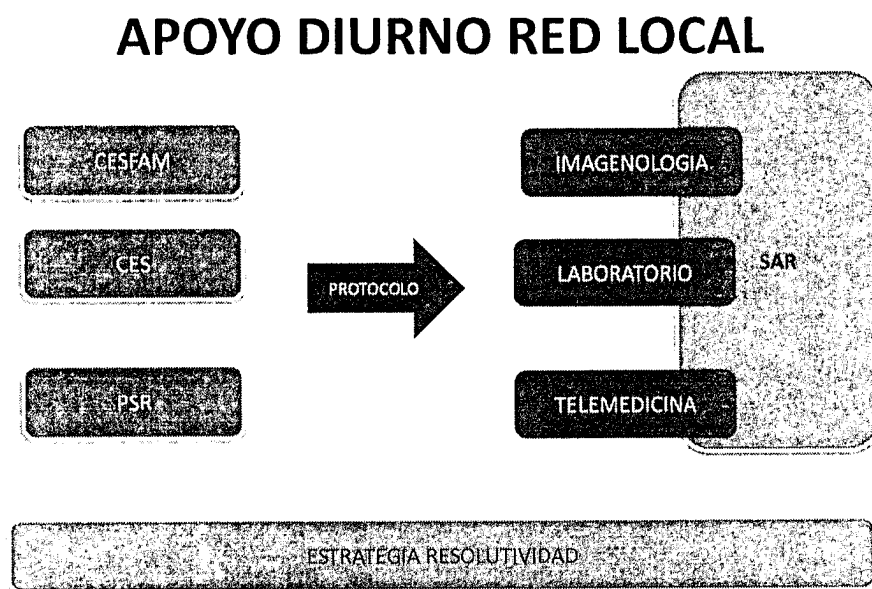 APOYO DIURNO RED LOCAL
CESFAM
CES
PSR
PROTOCOLO
IMAGENOLOGIA
LABORATORIO
TELEMEDICINA
SAR
ESTRATEGIA RESOLUTIVIDAD